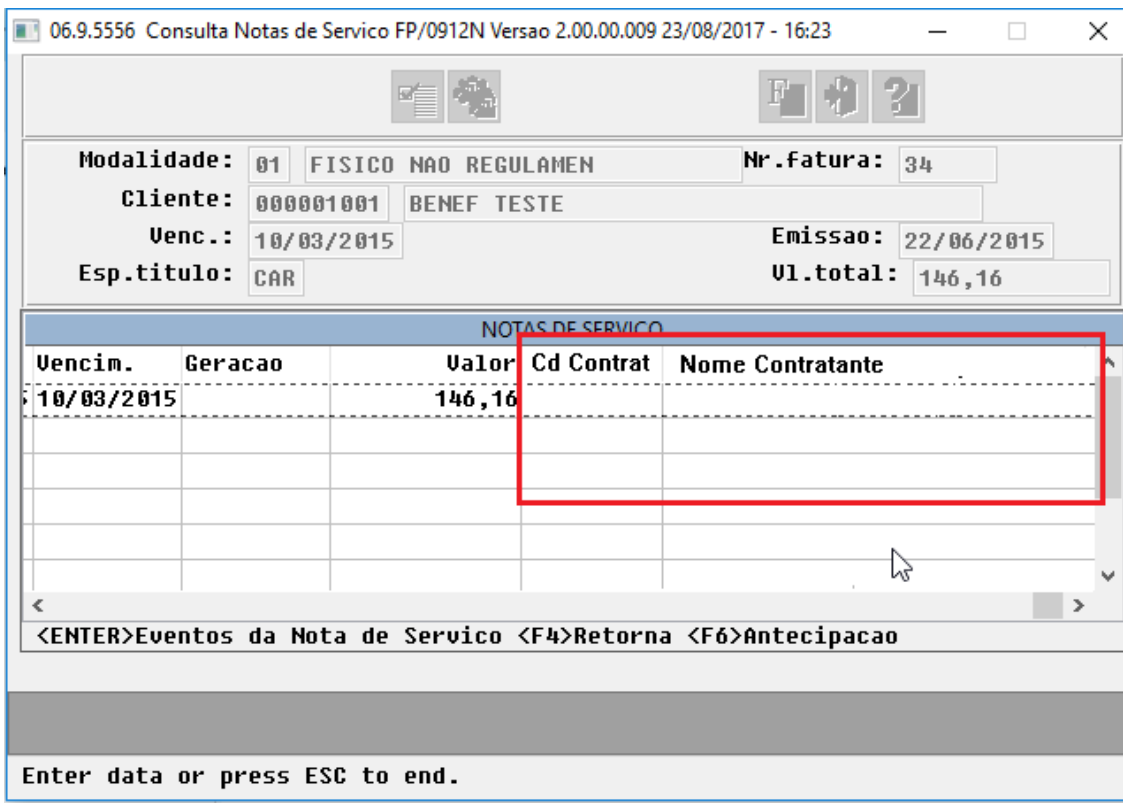 06.9.5556 Consulta Notas de Servico FP/0912N Versao 2.00.00.009 23/08/2017 - 16:23
Modalidade: 01 FISICO NAO REGULAMEN Nr.fatura: 34
Cliente: 000001001 BENEF TESTE
Venc.: 10/03/2015 Emissao: 22/06/2015
Esp.titulo: CAR Vl.total: 146,16
NOTAS DE SERVICO
Vencim. Geracao Valor Cd Contrat Nome Contratante
10/03/2015 146,16
<ENTER>Eventos da Nota de Servico <F4>Retorna <F6>Antecipacao
Enter data or press ESC to end.